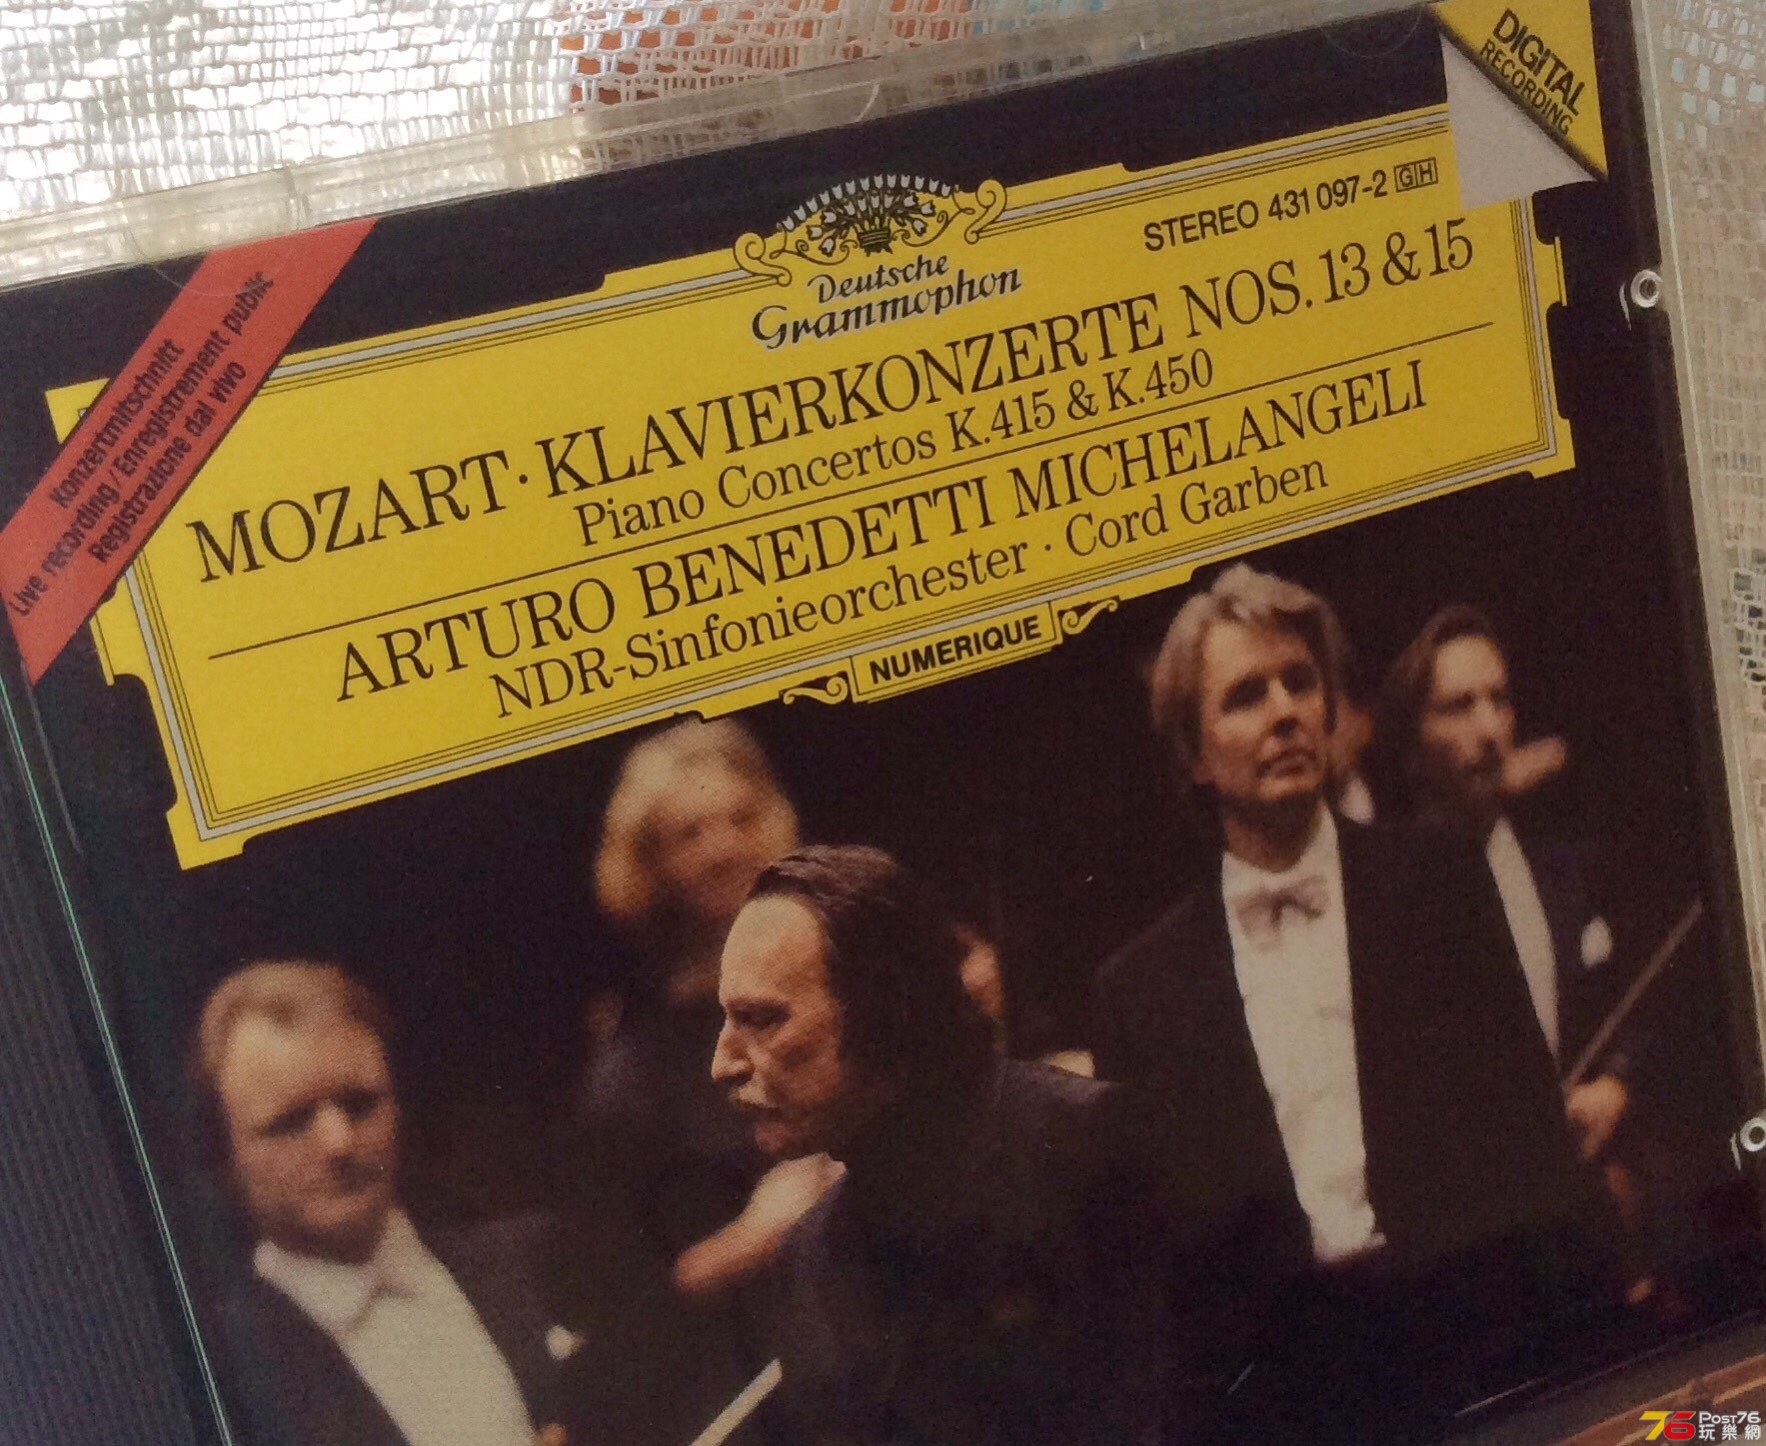 DIGITAL
RECORDING
Konzertmitschnitt
Live recording / Enregistrement public
Registrazione dal vivo
Deutsche
Grammophon
STEREO 431 097-2 GH
MOZART · KLAVIERKONZERTE NOS. 13 & 15
Piano Concertos K.415 & K.450
ARTURO BENEDETTI MICHELANGELI
NDR-Sinfonieorchester · Cord Garben
NUMERIQUE
76 POST76
玩樂網